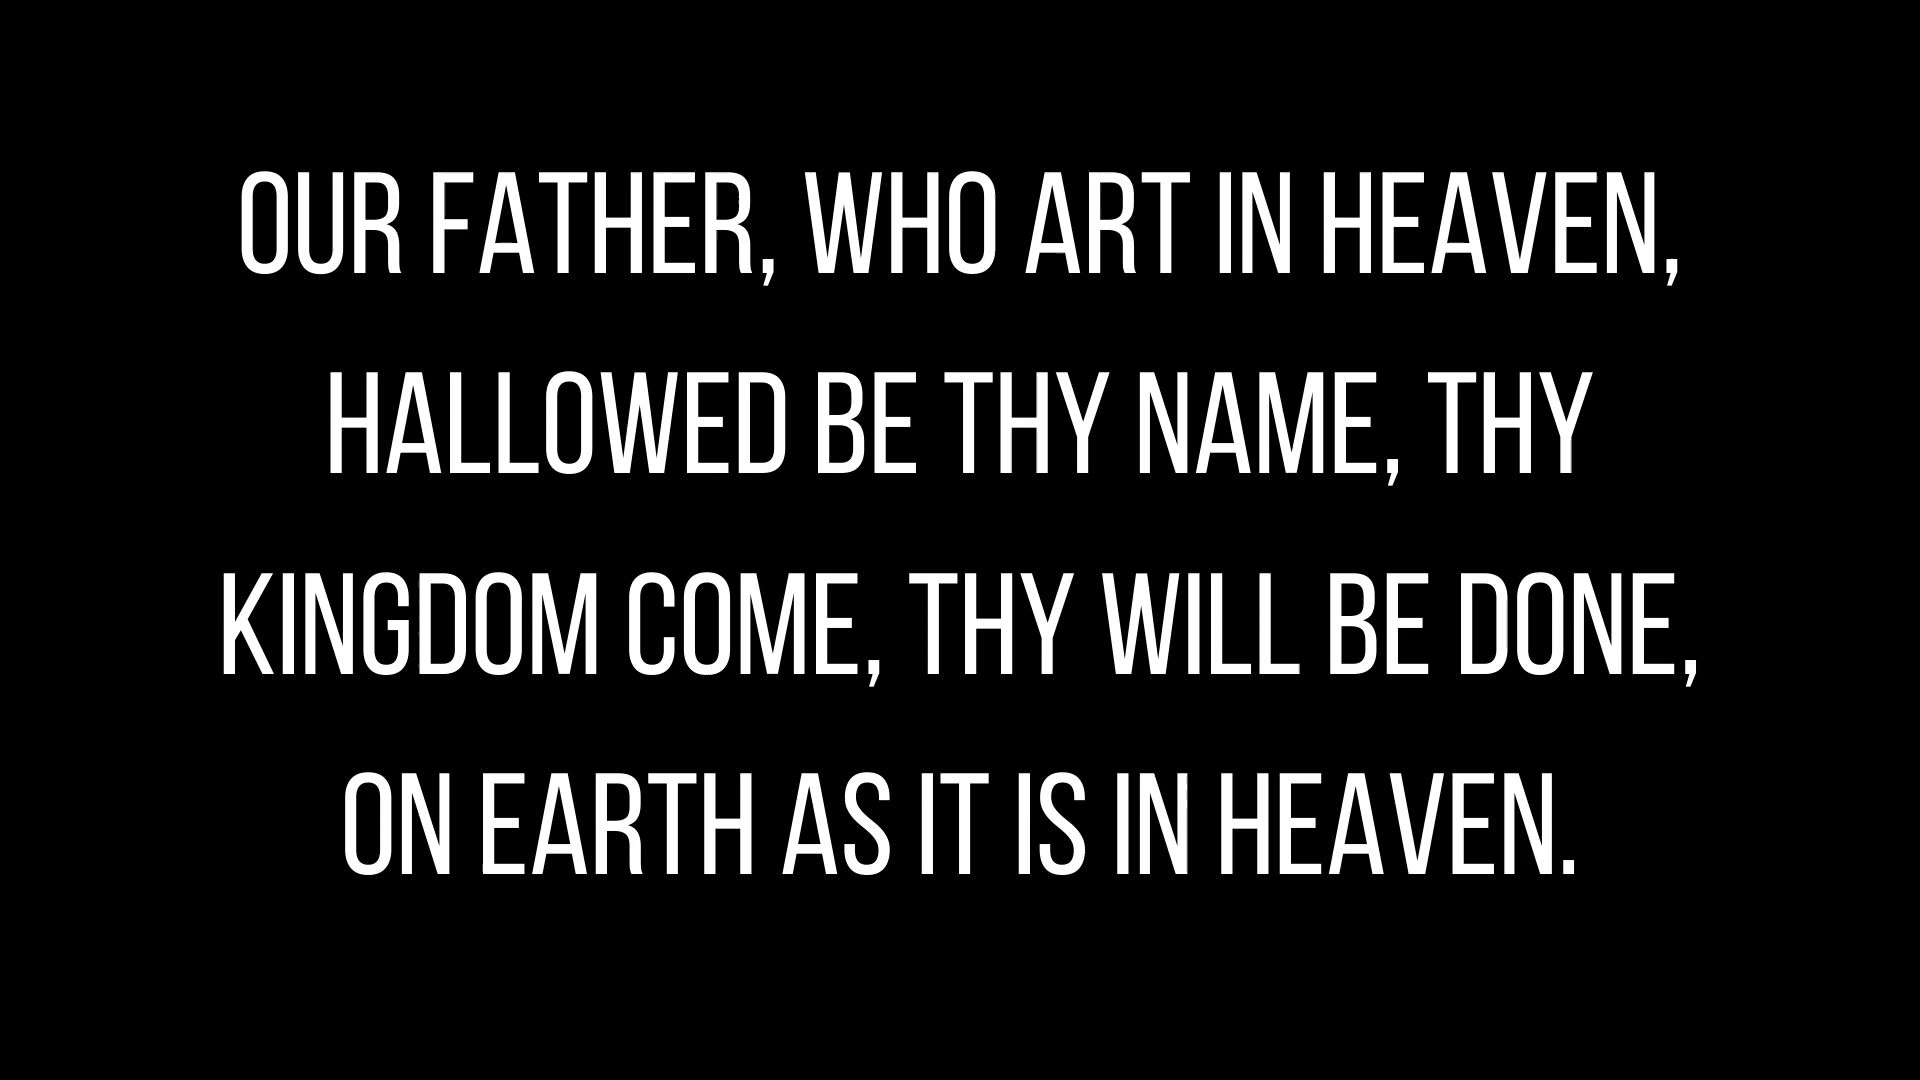 OUR FATHER, WHO ART IN HEAVEN,
HALLOWED BE THY NAME, THY
KINGDOM COME, THY WILL BE DONE,
ON EARTH AS IT IS IN HEAVEN.